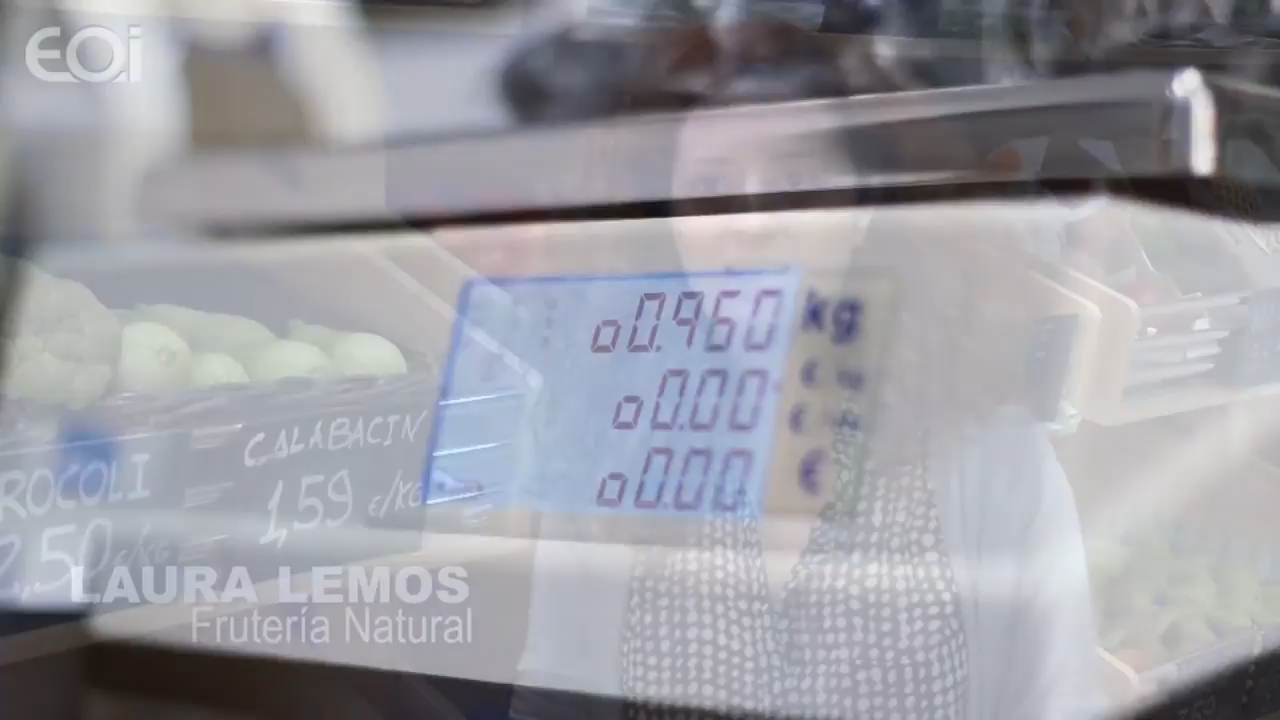 eoi
o0.960 kg
o0.00
o0.00 €
CALABACIN
1,59 €/KG
ROCOLI
2,50 €/KG
LAURA LEMOS
Frutería Natural